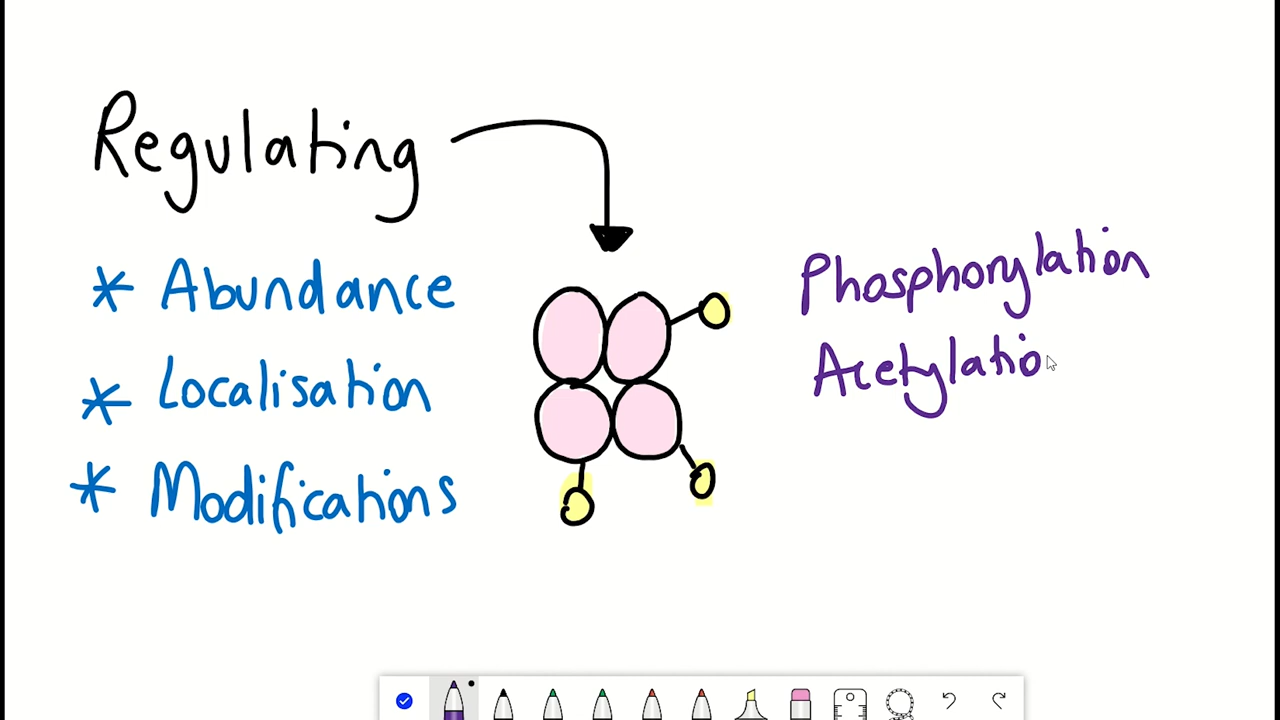 Regulating
* Abundance
* Localisation
* Modifications
Phosphorylation
Acetylatio